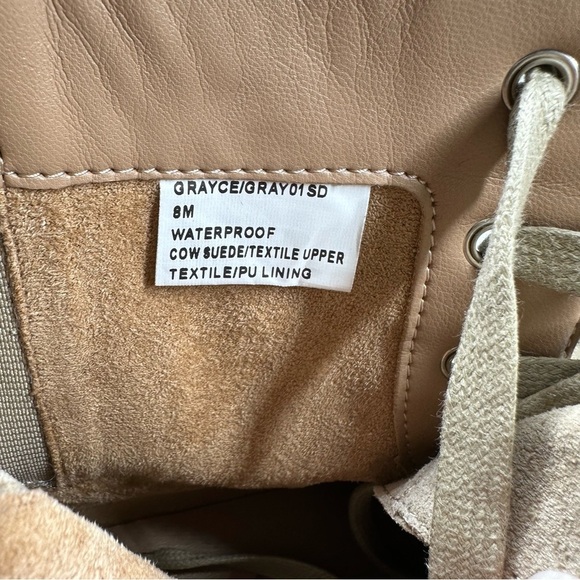 GRAYCE/GRAY01SD
8M
WATERPROOF
COW SUEDE/TEXTILE UPPER
TEXTILE/PU LINING